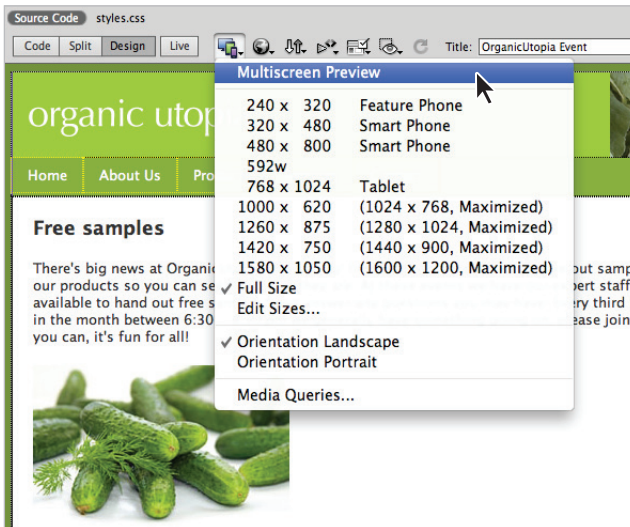 Source Code styles.css
Code Split Design Live Title: OrganicUtopia Event
Multiscreen Preview
240 x 320 Feature Phone
320 x 480 Smart Phone
480 x 800 Smart Phone
592w
768 x 1024 Tablet
1000 x 620 (1024 x 768, Maximized)
1260 x 875 (1280 x 1024, Maximized)
1420 x 750 (1440 x 900, Maximized)
1580 x 1050 (1600 x 1200, Maximized)
✓ Full Size
Edit Sizes...
✓ Orientation Landscape
Orientation Portrait
Media Queries...
organic utop
Home About Us Pro
Free samples
There's big news at Organic out samp
our products so you can se pert staff
available to hand out free s ry third
in the month between 6:30 ease join
you can, it's fun for all!